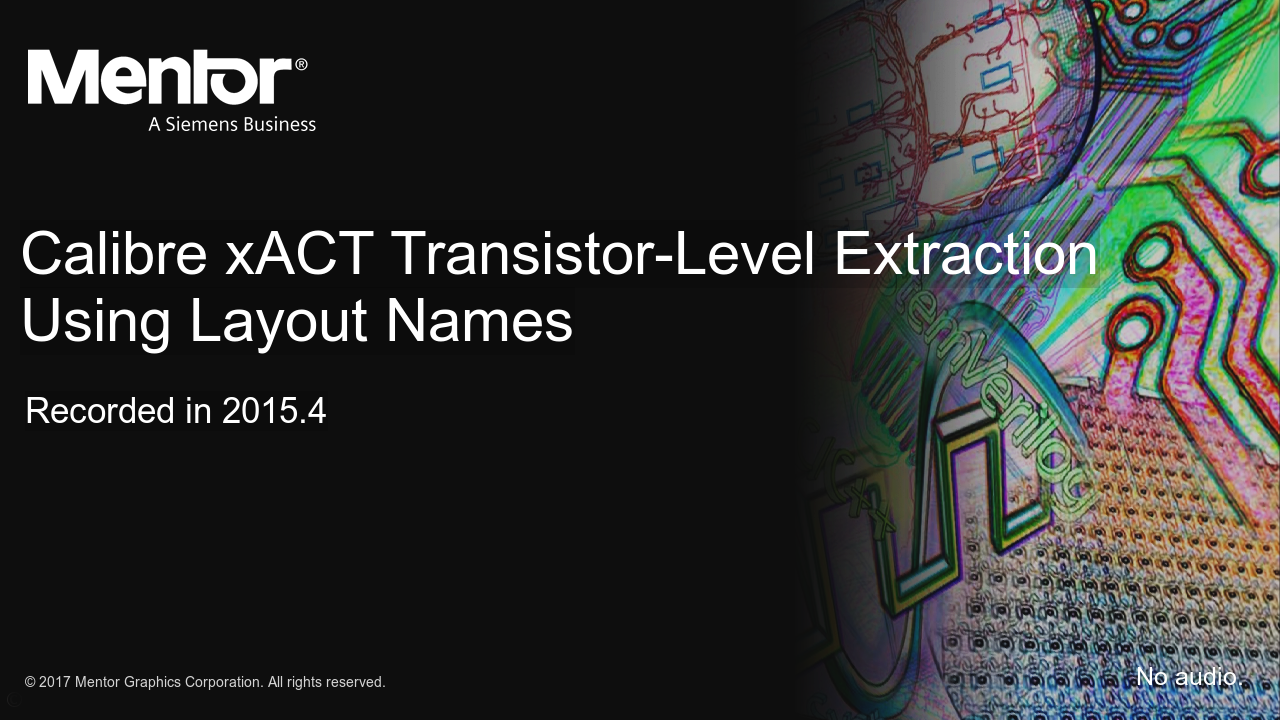 Mentor®
A Siemens Business
Calibre xACT Transistor-Level Extraction
Using Layout Names
Recorded in 2015.4
temVerilog
C++
© 2017 Mentor Graphics Corporation. All rights reserved.
No audio.